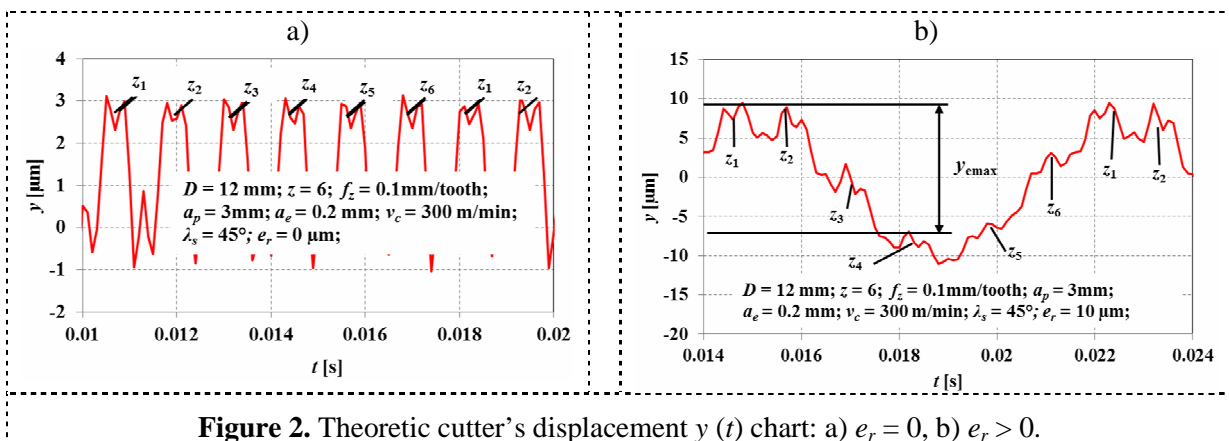 a)
4
3
2
1
0
-1
-2
y [µm]
z1
z2
z3
z4
z5
z6
z1
z2
D = 12 mm; z = 6; fz = 0.1mm/tooth;
ap = 3mm; ae = 0.2 mm; vc = 300 m/min;
λs = 45°; er = 0 µm;
0.01
0.012
0.014
0.016
0.018
0.02
t [s]
b)
15
10
5
0
-5
-10
-15
-20
y [µm]
z1
z2
z3
z4
z5
z6
z1
z2
yemax
D = 12 mm; z = 6; fz = 0.1mm/tooth; ap = 3mm;
ae = 0.2 mm; vc = 300 m/min; λs = 45°; er = 10 µm;
0.014
0.016
0.018
0.02
0.022
0.024
t [s]
Figure 2. Theoretic cutter's displacement y (t) chart: a) er = 0, b) er > 0.